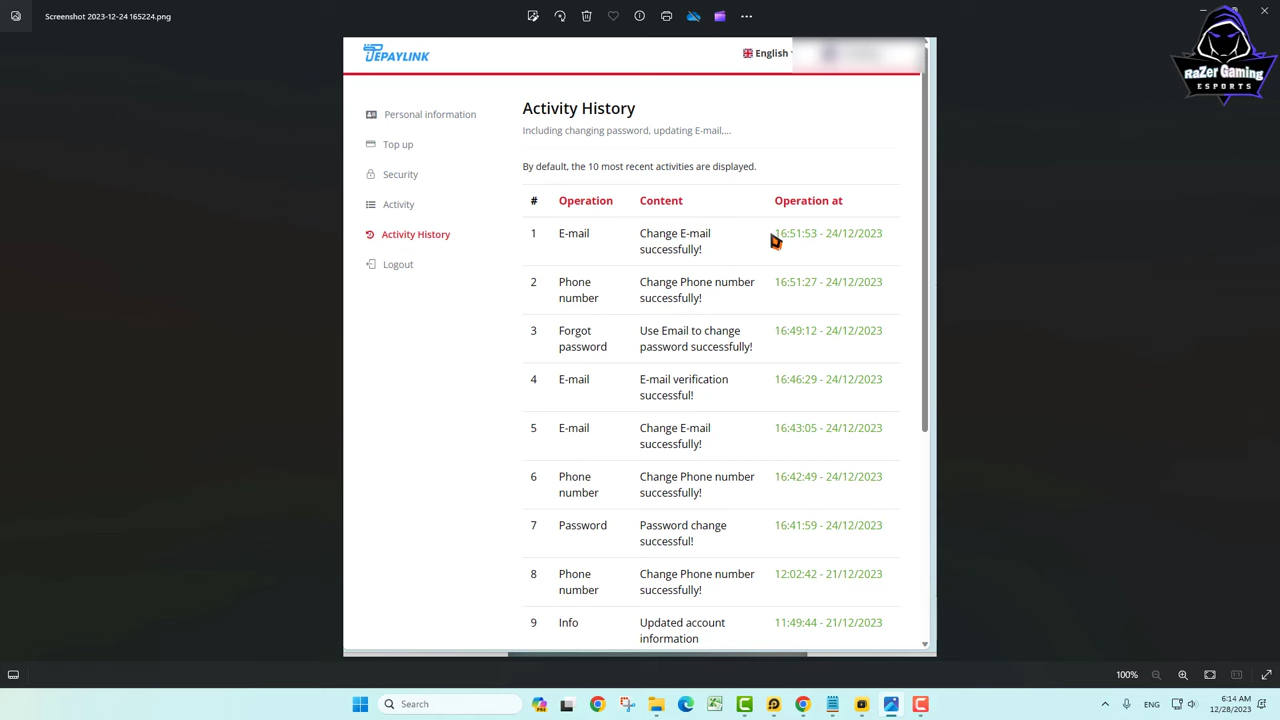 Screenshot 2023-12-24 165224.png
TEPAYLINK
English
RaZer Gaming
ESPORTS
Personal information
Top up
Security
Activity
Activity History
Logout
Activity History
Including changing password, updating E-mail,...
By default, the 10 most recent activities are displayed.
# Operation Content Operation at
1 E-mail Change E-mail successfully! 16:51:53 - 24/12/2023
2 Phone number Change Phone number successfully! 16:51:27 - 24/12/2023
3 Forgot password Use Email to change password successfully! 16:49:12 - 24/12/2023
4 E-mail E-mail verification successful! 16:46:29 - 24/12/2023
5 E-mail Change E-mail successfully! 16:43:05 - 24/12/2023
6 Phone number Change Phone number successfully! 16:42:49 - 24/12/2023
7 Password Password change successful! 16:41:59 - 24/12/2023
8 Phone number Change Phone number successfully! 12:02:42 - 21/12/2023
9 Info Updated account information 11:49:44 - 21/12/2023
100%
Search
ENG
6:14 AM
12/28/2023